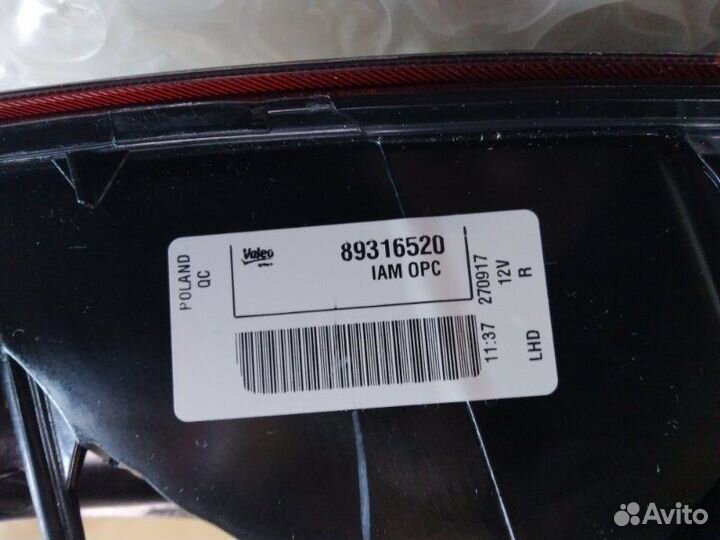 POLAND
QC
Valeo
89316520
IAM OPC
11:37 270917
12V
LHD R
Avito